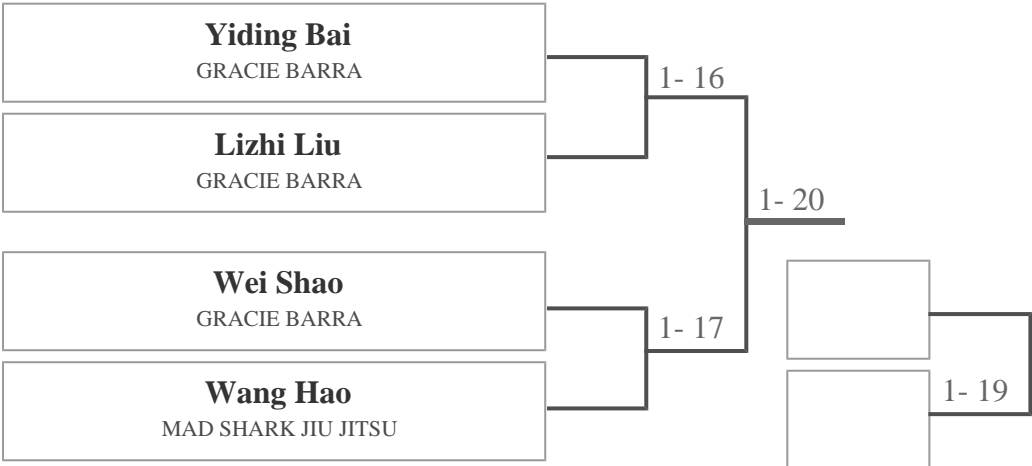 Yiding Bai
GRACIE BARRA
1- 16
Lizhi Liu
GRACIE BARRA
1- 20
Wei Shao
GRACIE BARRA
1- 17
Wang Hao
MAD SHARK JIU JITSU
1- 19